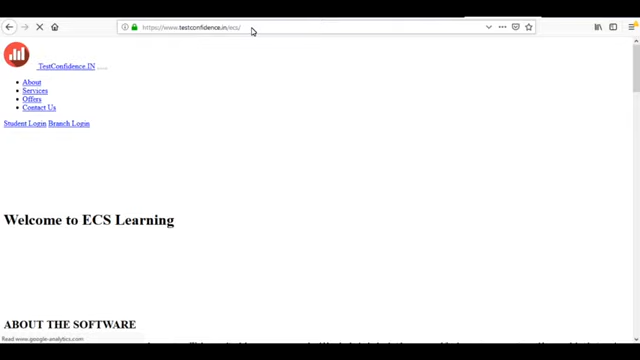 https://www.testconfidence.in/ecs/
TestConfidence.IN
About
Services
Offers
Contact Us
Student Login Branch Login
Welcome to ECS Learning
ABOUT THE SOFTWARE
Read www.google-analytics.com